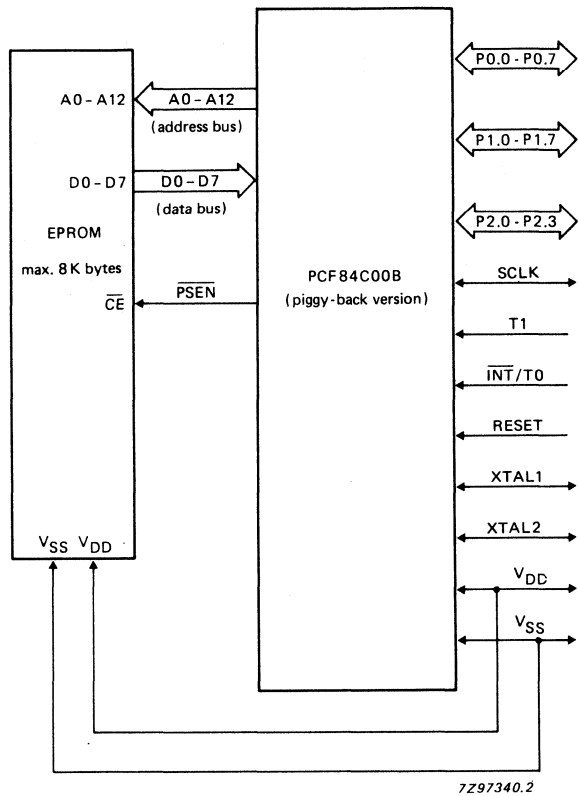 A0-A12
D0-D7
EPROM
max. 8K bytes
CE
VSS VDD
A0-A12
(address bus)
D0-D7
(data bus)
PSEN
PCF84C00B
(piggy-back version)
P0.0-P0.7
P1.0-P1.7
P2.0-P2.3
SCLK
T1
INT/T0
RESET
XTAL1
XTAL2
VDD
VSS
7Z97340.2